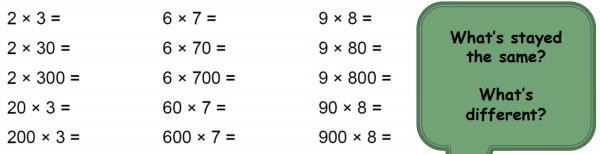 2 × 3 =
2 × 30 =
2 × 300 =
20 × 3 =
200 × 3 =
6 × 7 =
6 × 70 =
6 × 700 =
60 × 7 =
600 × 7 =
9 × 8 =
9 × 80 =
9 × 800 =
90 × 8 =
900 × 8 =
What's stayed
the same?
What's
different?